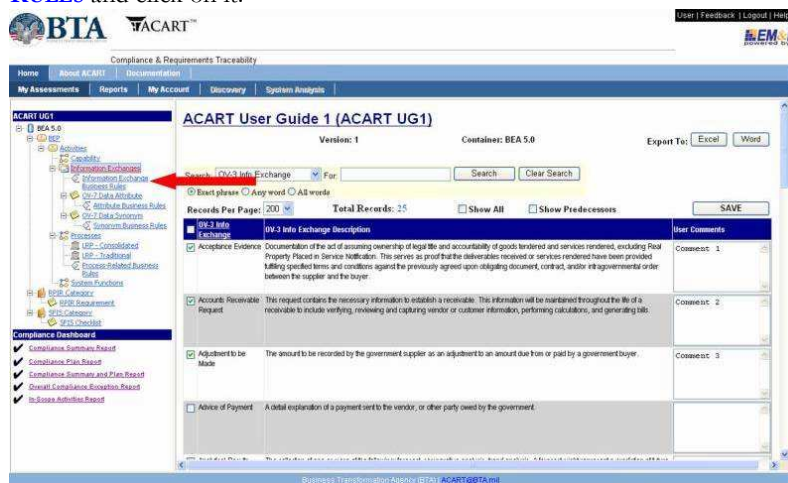 RULES and click on it.
User | Feedback | Logout | Help
BTA
ACART™
EM
powered b
Compliance & Requirements Traceability
Home About ACART Documentation
My Assessments Reports My Account Discovery System Analysis
ACART UG1
BEA 5.0
BEP
Activities
Capability
Information Exchanges
Information Exchange
Business Rules
OV-7 Data Attribute
Attribute Business Rules
OV-7 Data Synonym
Synonym Business Rules
Processes
LRP - Consolidated
LRP - Traditional
Process-Related Business
Rules
System Functions
RFIR Category
RFIR Requirement
SFIS Category
SFIS Checklist
Compliance Dashboard
Compliance Summary Report
Compliance Plan Report
Compliance Summary and Plan Report
Overall Compliance Exception Report
In-Scope Activities Report
ACART User Guide 1 (ACART UG1)
Version: 1 Container: BEA 5.0 Export To: Excel Word
Search: OV-3 Info Exchange For: Search Clear Search
Exact phrase Any word All words
Records Per Page: 200 Total Records: 25 Show All Show Predecessors SAVE
OV-3 Info
Exchange
OV-3 Info Exchange Description
User Comments
Acceptance Evidence
Documentation of the act of assuming ownership of legal title and accountability of goods tendered and services rendered, excluding Real
Property Placed in Service Notification. This serves as proof that the deliverables received or services rendered have been provided
fulfilling specified terms and conditions against the previously agreed upon obligating document, contract, and/or intragovernmental order
between the supplier and the buyer.
Comment 1
Accounts Receivable
Request
This request contains the necessary information to establish a receivable. This information will be maintained throughout the life of a
receivable to include verifying, reviewing and capturing vendor or customer information, performing calculations, and generating bills.
Comment 2
Adjustment to be
Made
The amount to be recorded by the government supplier as an adjustment to an amount due from or paid by a government buyer.
Comment 3
Advice of Payment
A detail explanation of a payment sent to the vendor, or other party owed by the government.
Business Transformation Agency (BTA) | ACART@BTA.mil